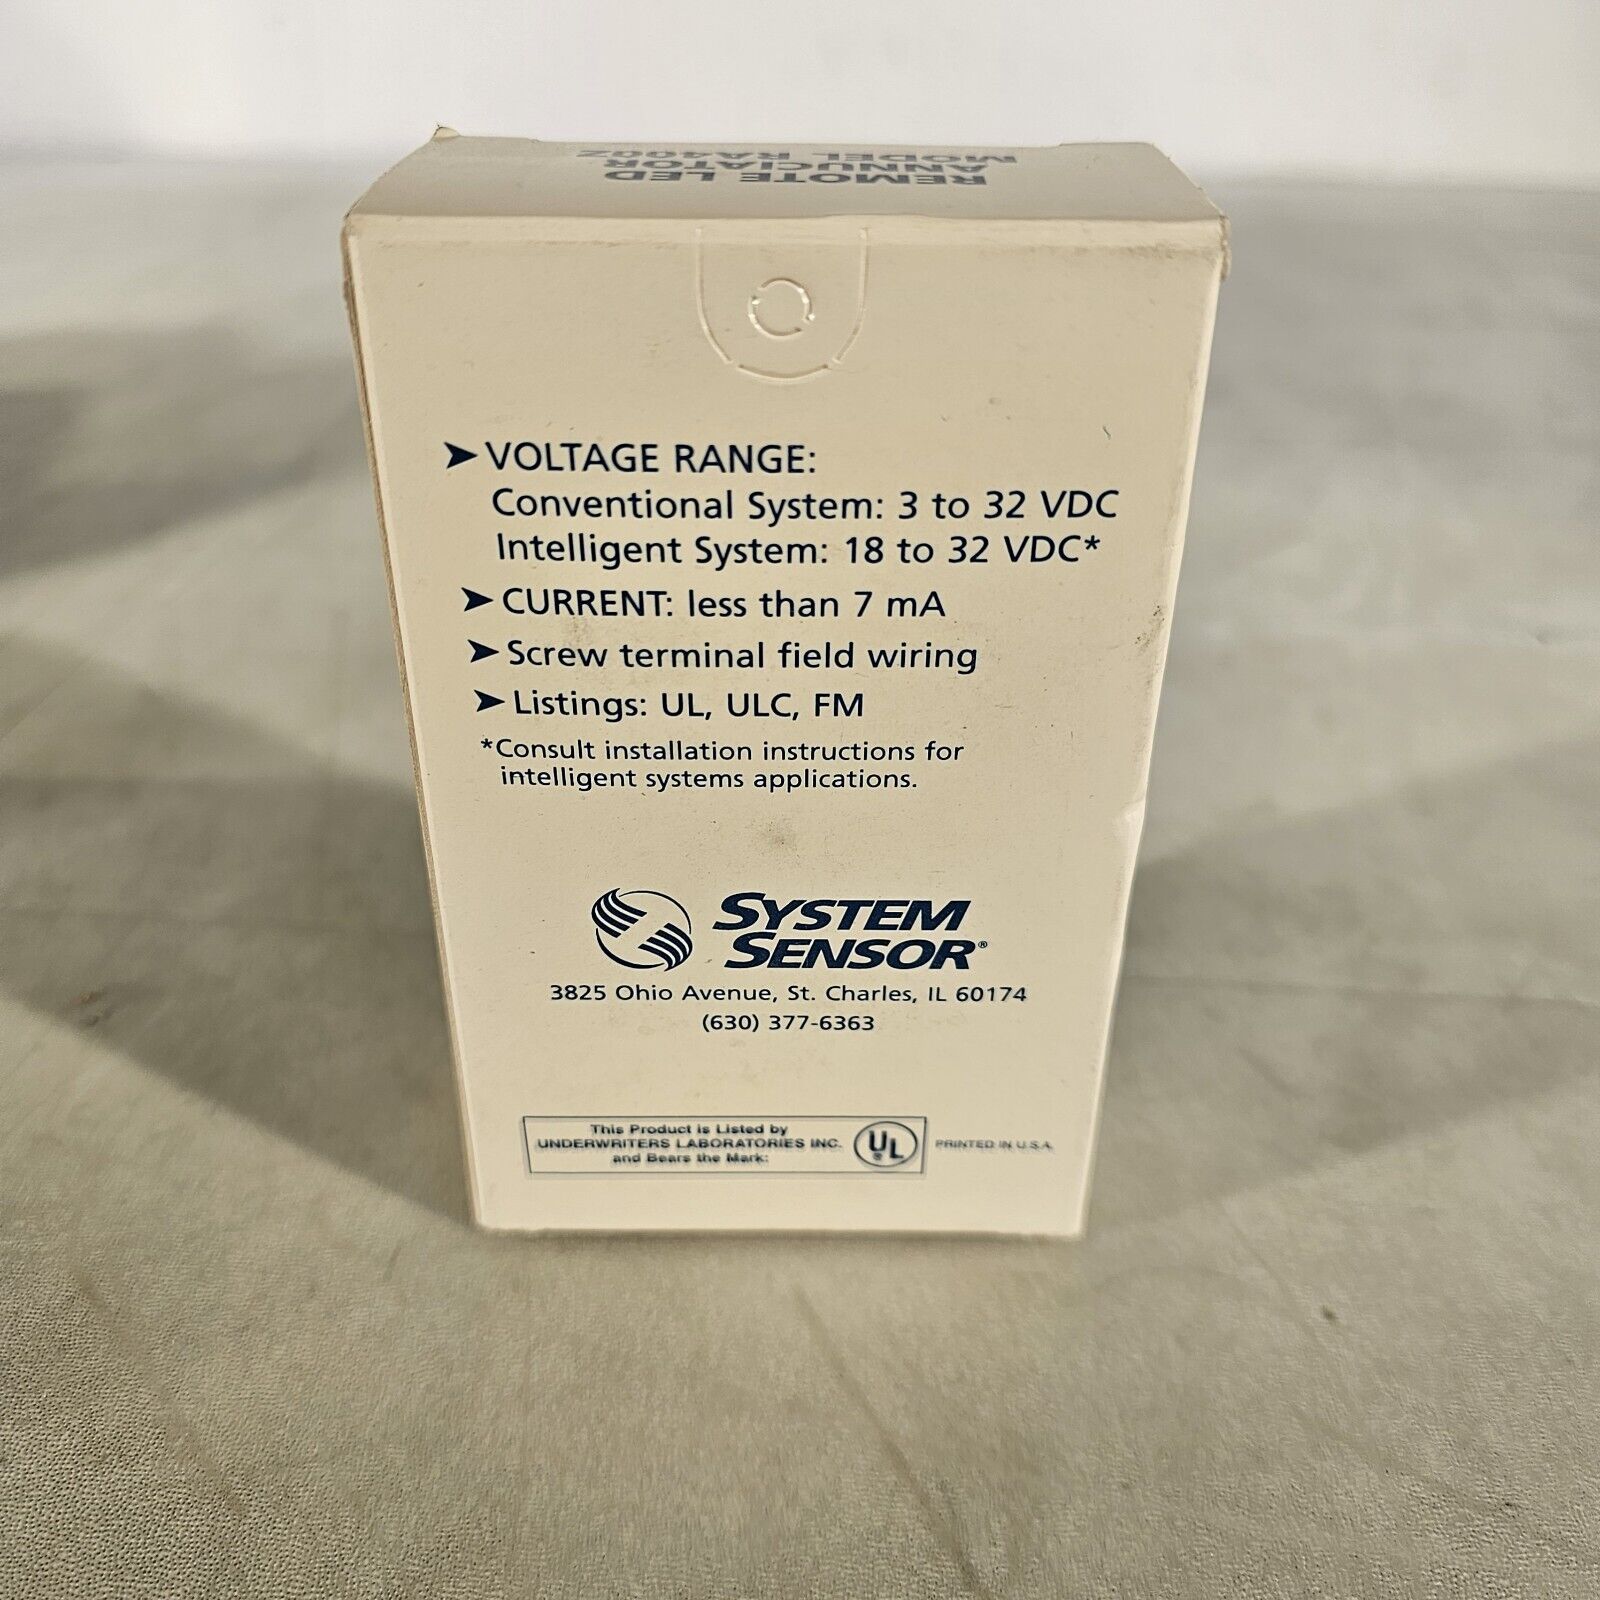 REMOTE LED
ANNUCIATOR
MODEL RA400Z
➤ VOLTAGE RANGE:
Conventional System: 3 to 32 VDC
Intelligent System: 18 to 32 VDC*
➤ CURRENT: less than 7 mA
➤ Screw terminal field wiring
➤ Listings: UL, ULC, FM
*Consult installation instructions for
intelligent systems applications.
SYSTEM
SENSOR®
3825 Ohio Avenue, St. Charles, IL 60174
(630) 377-6363
This Product is Listed by
UNDERWRITERS LABORATORIES INC.
and Bears the Mark:
UL®
PRINTED IN U.S.A.